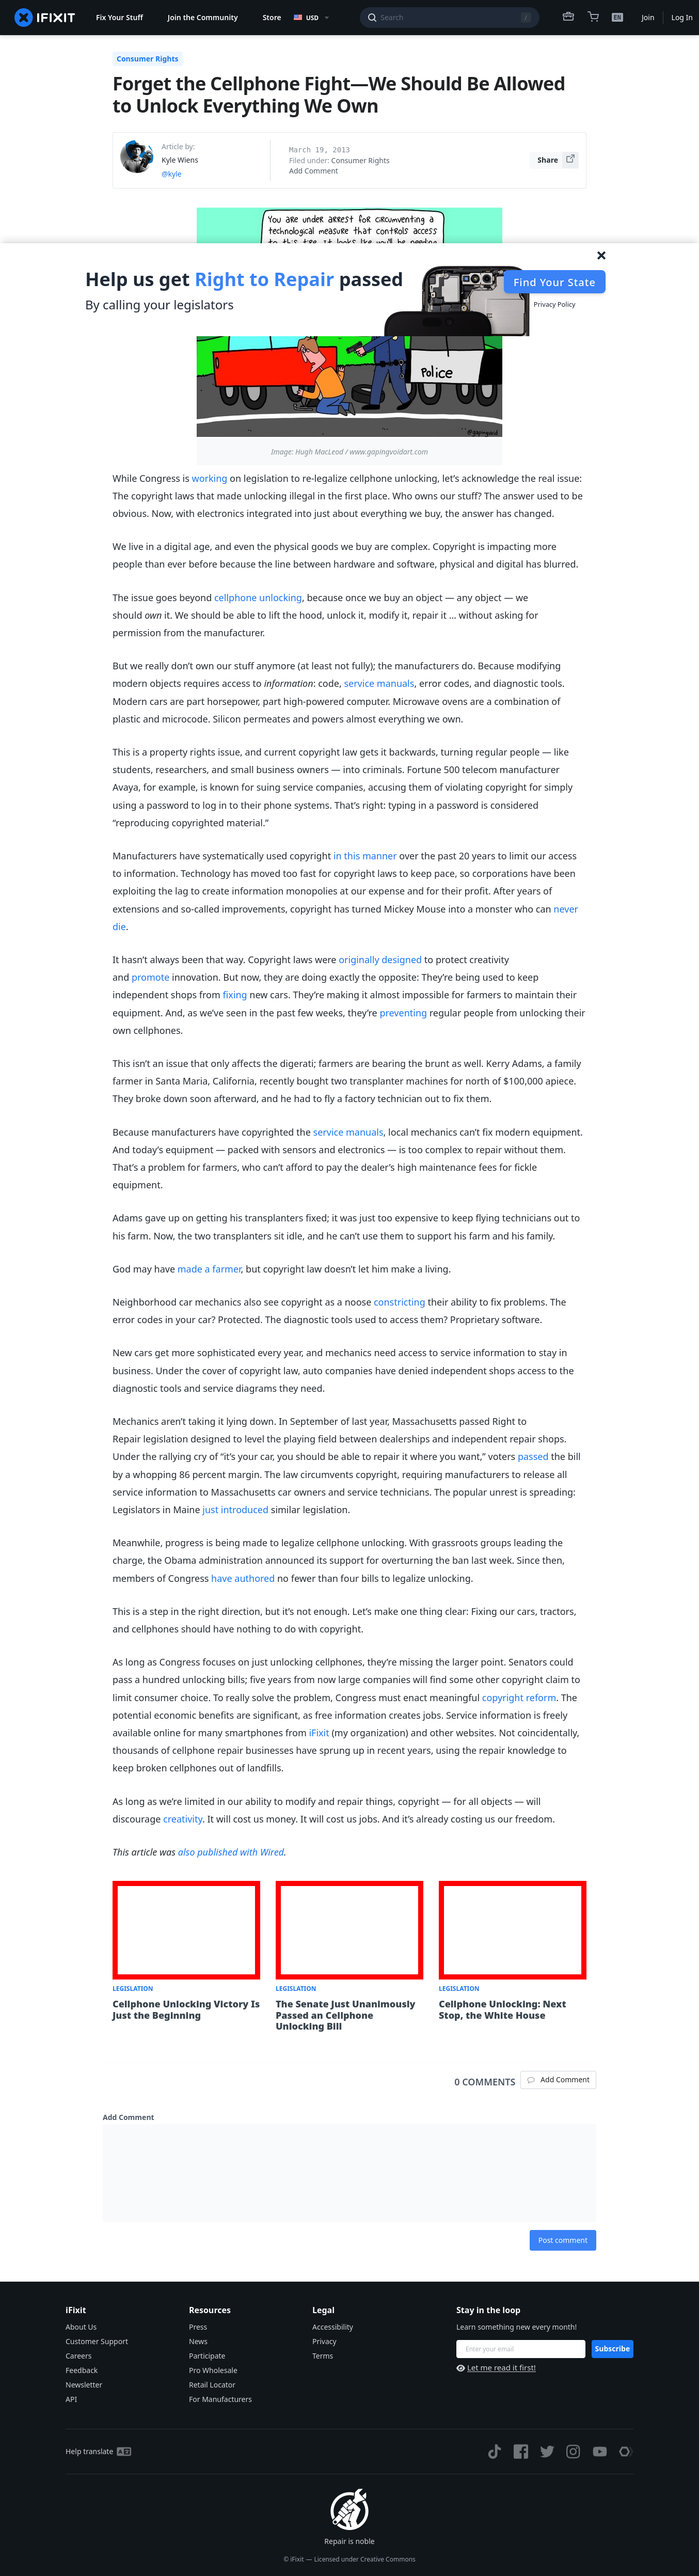 IFIXIT
Fix Your Stuff
Join the Community
Store
USD
Search
/
EN
Join
Log In
Consumer Rights
Forget the Cellphone Fight—We Should Be Allowed
to Unlock Everything We Own
Article by:
Kyle Wiens
@kyle
March 19, 2013
Filed under: Consumer Rights
Add Comment
Share
You are under arrest for circumventing a
technological measure that controls access
Help us get Right to Repair passed
By calling your legislators
Find Your State
Privacy Policy
Police
@gapingvoid
Image: Hugh MacLeod / www.gapingvoidart.com
While Congress is working on legislation to re-legalize cellphone unlocking, let’s acknowledge the real issue:
The copyright laws that made unlocking illegal in the first place. Who owns our stuff? The answer used to be
obvious. Now, with electronics integrated into just about everything we buy, the answer has changed.
We live in a digital age, and even the physical goods we buy are complex. Copyright is impacting more
people than ever before because the line between hardware and software, physical and digital has blurred.
The issue goes beyond cellphone unlocking, because once we buy an object — any object — we
should own it. We should be able to lift the hood, unlock it, modify it, repair it … without asking for
permission from the manufacturer.
But we really don’t own our stuff anymore (at least not fully); the manufacturers do. Because modifying
modern objects requires access to information: code, service manuals, error codes, and diagnostic tools.
Modern cars are part horsepower, part high-powered computer. Microwave ovens are a combination of
plastic and microcode. Silicon permeates and powers almost everything we own.
This is a property rights issue, and current copyright law gets it backwards, turning regular people — like
students, researchers, and small business owners — into criminals. Fortune 500 telecom manufacturer
Avaya, for example, is known for suing service companies, accusing them of violating copyright for simply
using a password to log in to their phone systems. That’s right: typing in a password is considered
“reproducing copyrighted material.”
Manufacturers have systematically used copyright in this manner over the past 20 years to limit our access
to information. Technology has moved too fast for copyright laws to keep pace, so corporations have been
exploiting the lag to create information monopolies at our expense and for their profit. After years of
extensions and so-called improvements, copyright has turned Mickey Mouse into a monster who can never
die.
It hasn’t always been that way. Copyright laws were originally designed to protect creativity
and promote innovation. But now, they are doing exactly the opposite: They’re being used to keep
independent shops from fixing new cars. They’re making it almost impossible for farmers to maintain their
equipment. And, as we’ve seen in the past few weeks, they’re preventing regular people from unlocking their
own cellphones.
This isn’t an issue that only affects the digerati; farmers are bearing the brunt as well. Kerry Adams, a family
farmer in Santa Maria, California, recently bought two transplanter machines for north of $100,000 apiece.
They broke down soon afterward, and he had to fly a factory technician out to fix them.
Because manufacturers have copyrighted the service manuals, local mechanics can’t fix modern equipment.
And today’s equipment — packed with sensors and electronics — is too complex to repair without them.
That’s a problem for farmers, who can’t afford to pay the dealer’s high maintenance fees for fickle
equipment.
Adams gave up on getting his transplanters fixed; it was just too expensive to keep flying technicians out to
his farm. Now, the two transplanters sit idle, and he can’t use them to support his farm and his family.
God may have made a farmer, but copyright law doesn’t let him make a living.
Neighborhood car mechanics also see copyright as a noose constricting their ability to fix problems. The
error codes in your car? Protected. The diagnostic tools used to access them? Proprietary software.
New cars get more sophisticated every year, and mechanics need access to service information to stay in
business. Under the cover of copyright law, auto companies have denied independent shops access to the
diagnostic tools and service diagrams they need.
Mechanics aren’t taking it lying down. In September of last year, Massachusetts passed Right to
Repair legislation designed to level the playing field between dealerships and independent repair shops.
Under the rallying cry of “it’s your car, you should be able to repair it where you want,” voters passed the bill
by a whopping 86 percent margin. The law circumvents copyright, requiring manufacturers to release all
service information to Massachusetts car owners and service technicians. The popular unrest is spreading:
Legislators in Maine just introduced similar legislation.
Meanwhile, progress is being made to legalize cellphone unlocking. With grassroots groups leading the
charge, the Obama administration announced its support for overturning the ban last week. Since then,
members of Congress have authored no fewer than four bills to legalize unlocking.
This is a step in the right direction, but it’s not enough. Let’s make one thing clear: Fixing our cars, tractors,
and cellphones should have nothing to do with copyright.
As long as Congress focuses on just unlocking cellphones, they’re missing the larger point. Senators could
pass a hundred unlocking bills; five years from now large companies will find some other copyright claim to
limit consumer choice. To really solve the problem, Congress must enact meaningful copyright reform. The
potential economic benefits are significant, as free information creates jobs. Service information is freely
available online for many smartphones from iFixit (my organization) and other websites. Not coincidentally,
thousands of cellphone repair businesses have sprung up in recent years, using the repair knowledge to
keep broken cellphones out of landfills.
As long as we’re limited in our ability to modify and repair things, copyright — for all objects — will
discourage creativity. It will cost us money. It will cost us jobs. And it’s already costing us our freedom.
This article was also published with Wired.
LEGISLATION
Cellphone Unlocking Victory Is
Just the Beginning
LEGISLATION
The Senate Just Unanimously
Passed an Cellphone
Unlocking Bill
LEGISLATION
Cellphone Unlocking: Next
Stop, the White House
0 COMMENTS
Add Comment
Add Comment
Post comment
iFixit
About Us
Customer Support
Careers
Feedback
Newsletter
API
Resources
Press
News
Participate
Pro Wholesale
Retail Locator
For Manufacturers
Legal
Accessibility
Privacy
Terms
Stay in the loop
Learn something new every month!
Enter your email
Subscribe
Let me read it first!
Help translate
Repair is noble
© iFixit — Licensed under Creative Commons